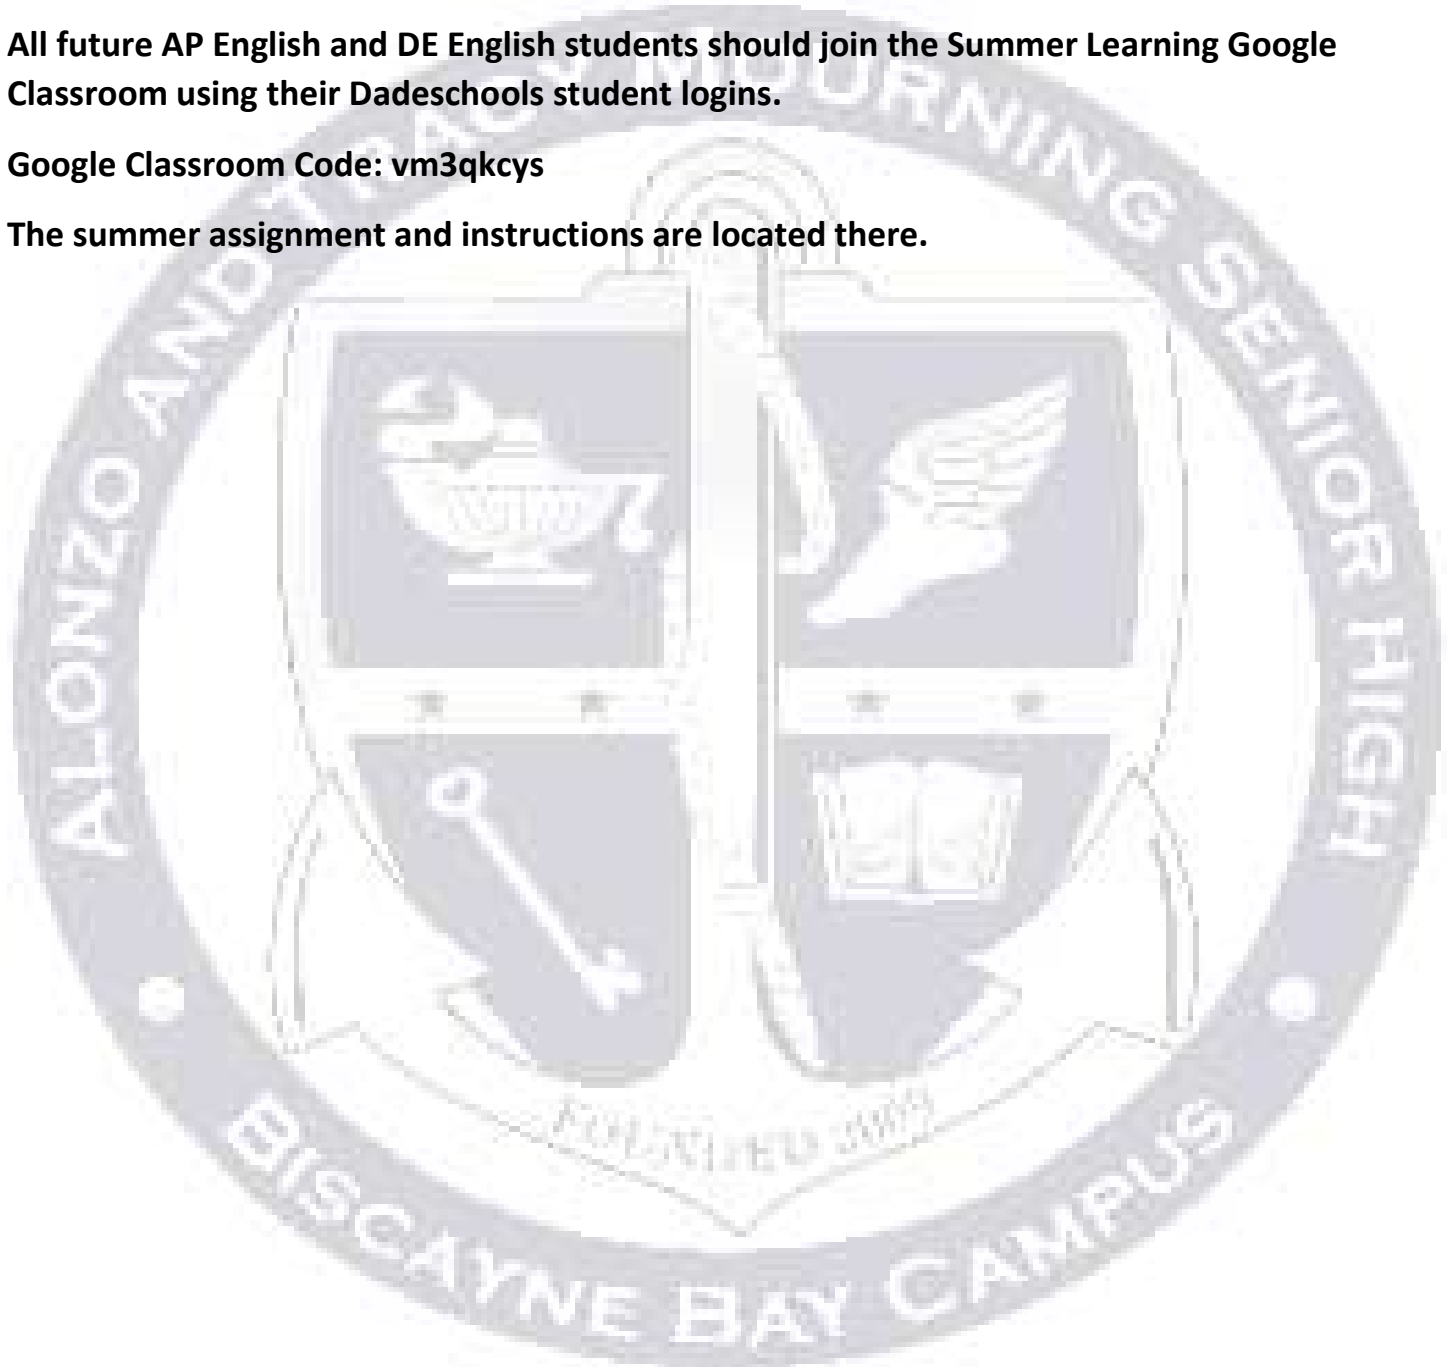 All future AP English and DE English students should join the Summer Learning Google
Classroom using their Dadeschools student logins.
Google Classroom Code: vm3qkcys
The summer assignment and instructions are located there.
ALONZO AND TRACY MOURNING SENIOR HIGH
FOUNDED 2009
BISCAYNE BAY CAMPUS